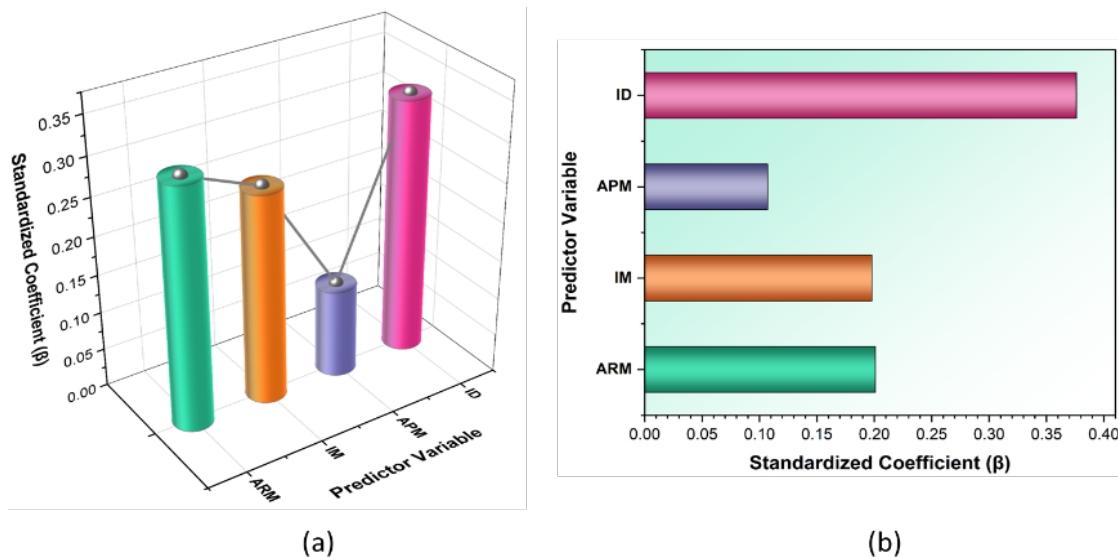 0.35
0.30
0.25
0.20
0.15
0.10
0.05
0.00
Standardized Coefficient (β)
ARM
IM
APM
ID
Predictor Variable
(a)
ID
APM
IM
ARM
Predictor Variable
0.00 0.05 0.10 0.15 0.20 0.25 0.30 0.35 0.40
Standardized Coefficient (β)
(b)